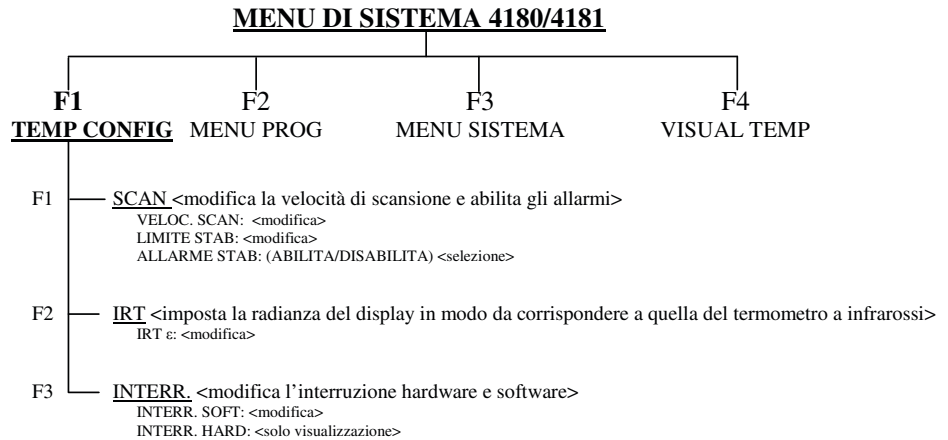 MENU DI SISTEMA 4180/4181
F1 F2 F3 F4
TEMP CONFIG MENU PROG MENU SISTEMA VISUAL TEMP
F1 SCAN <modifica la velocità di scansione e abilita gli allarmi>
VELOC. SCAN: <modifica>
LIMITE STAB: <modifica>
ALLARME STAB: (ABILITA/DISABILITA) <selezione>
F2 IRT <imposta la radianza del display in modo da corrispondere a quella del termometro a infrarossi>
IRT ε: <modifica>
F3 INTERR. <modifica l'interruzione hardware e software>
INTERR. SOFT: <modifica>
INTERR. HARD: <solo visualizzazione>